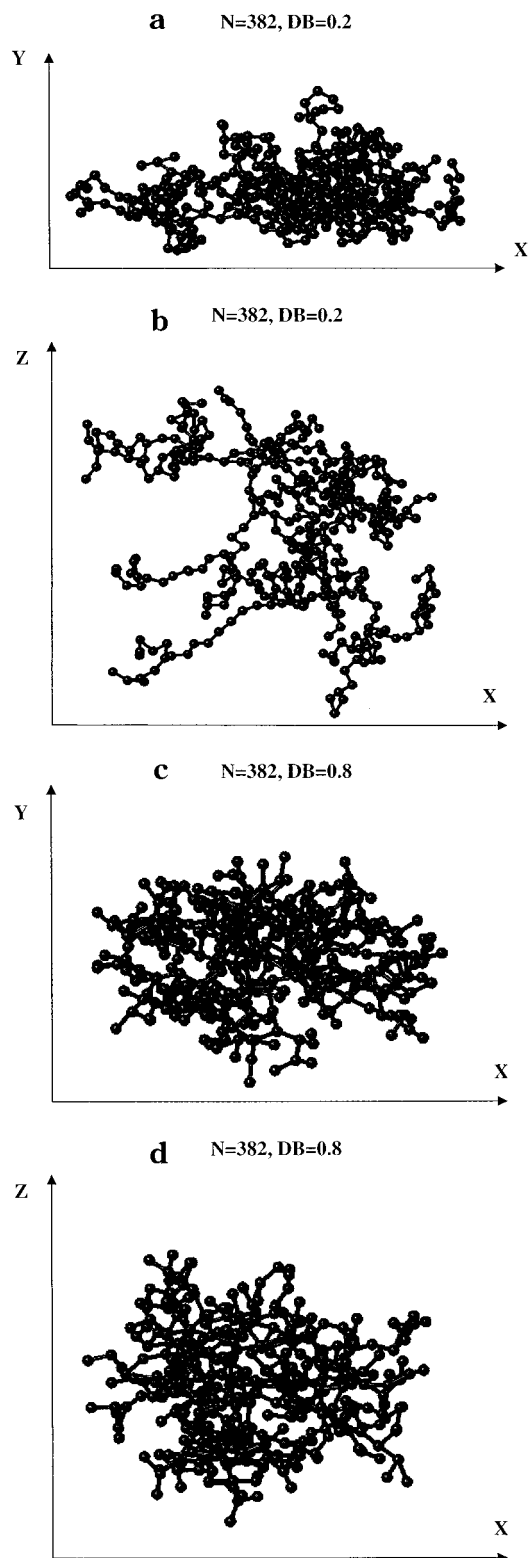 a N=382, DB=0.2
Y
X
b N=382, DB=0.2
Z
X
c N=382, DB=0.8
Y
X
d N=382, DB=0.8
Z
X